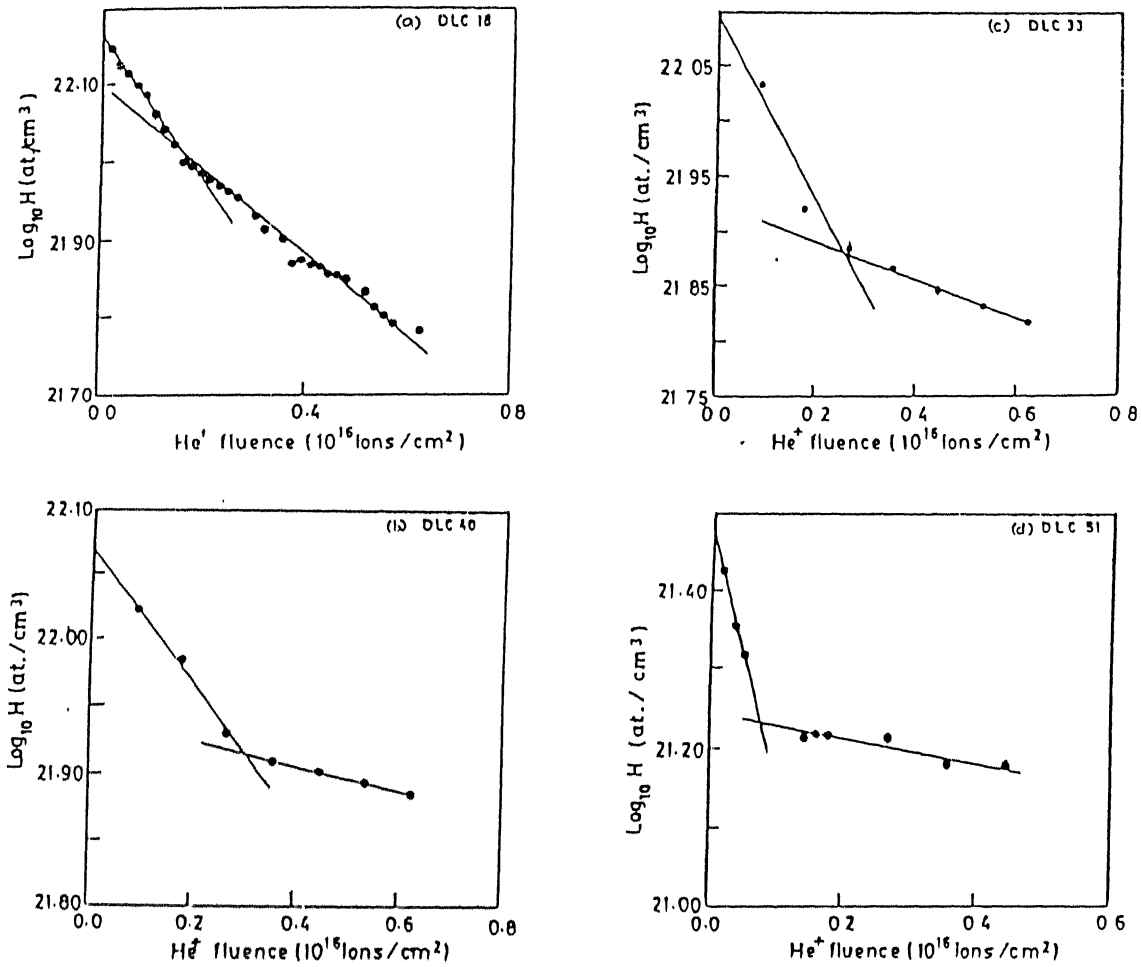 (a) DLC 18
22.10
21.90
21.70
Log10 H (at/cm3)
0.0 0.4 0.8
He+ fluence (10^16 Ions/cm2)
(c) DLC 33
22.05
21 95
21.85
21 75
Log10 H (at./cm3)
0 0 0 2 0 4 0.6 0 8
He+ fluence (10^16 Ions/cm2)
(b) DLC 40
22.10
22.00
21.90
21.80
Log10 H (at./cm3)
0.0 0.2 0.4 0.6 0.8
He+ fluence (10^16 Ions/cm2)
(d) DLC 51
21.40
21.20
21.00
Log10 H (at./cm3)
0.0 0 2 0.4 0 6
He+ fluence (10^16 Ions/cm2)